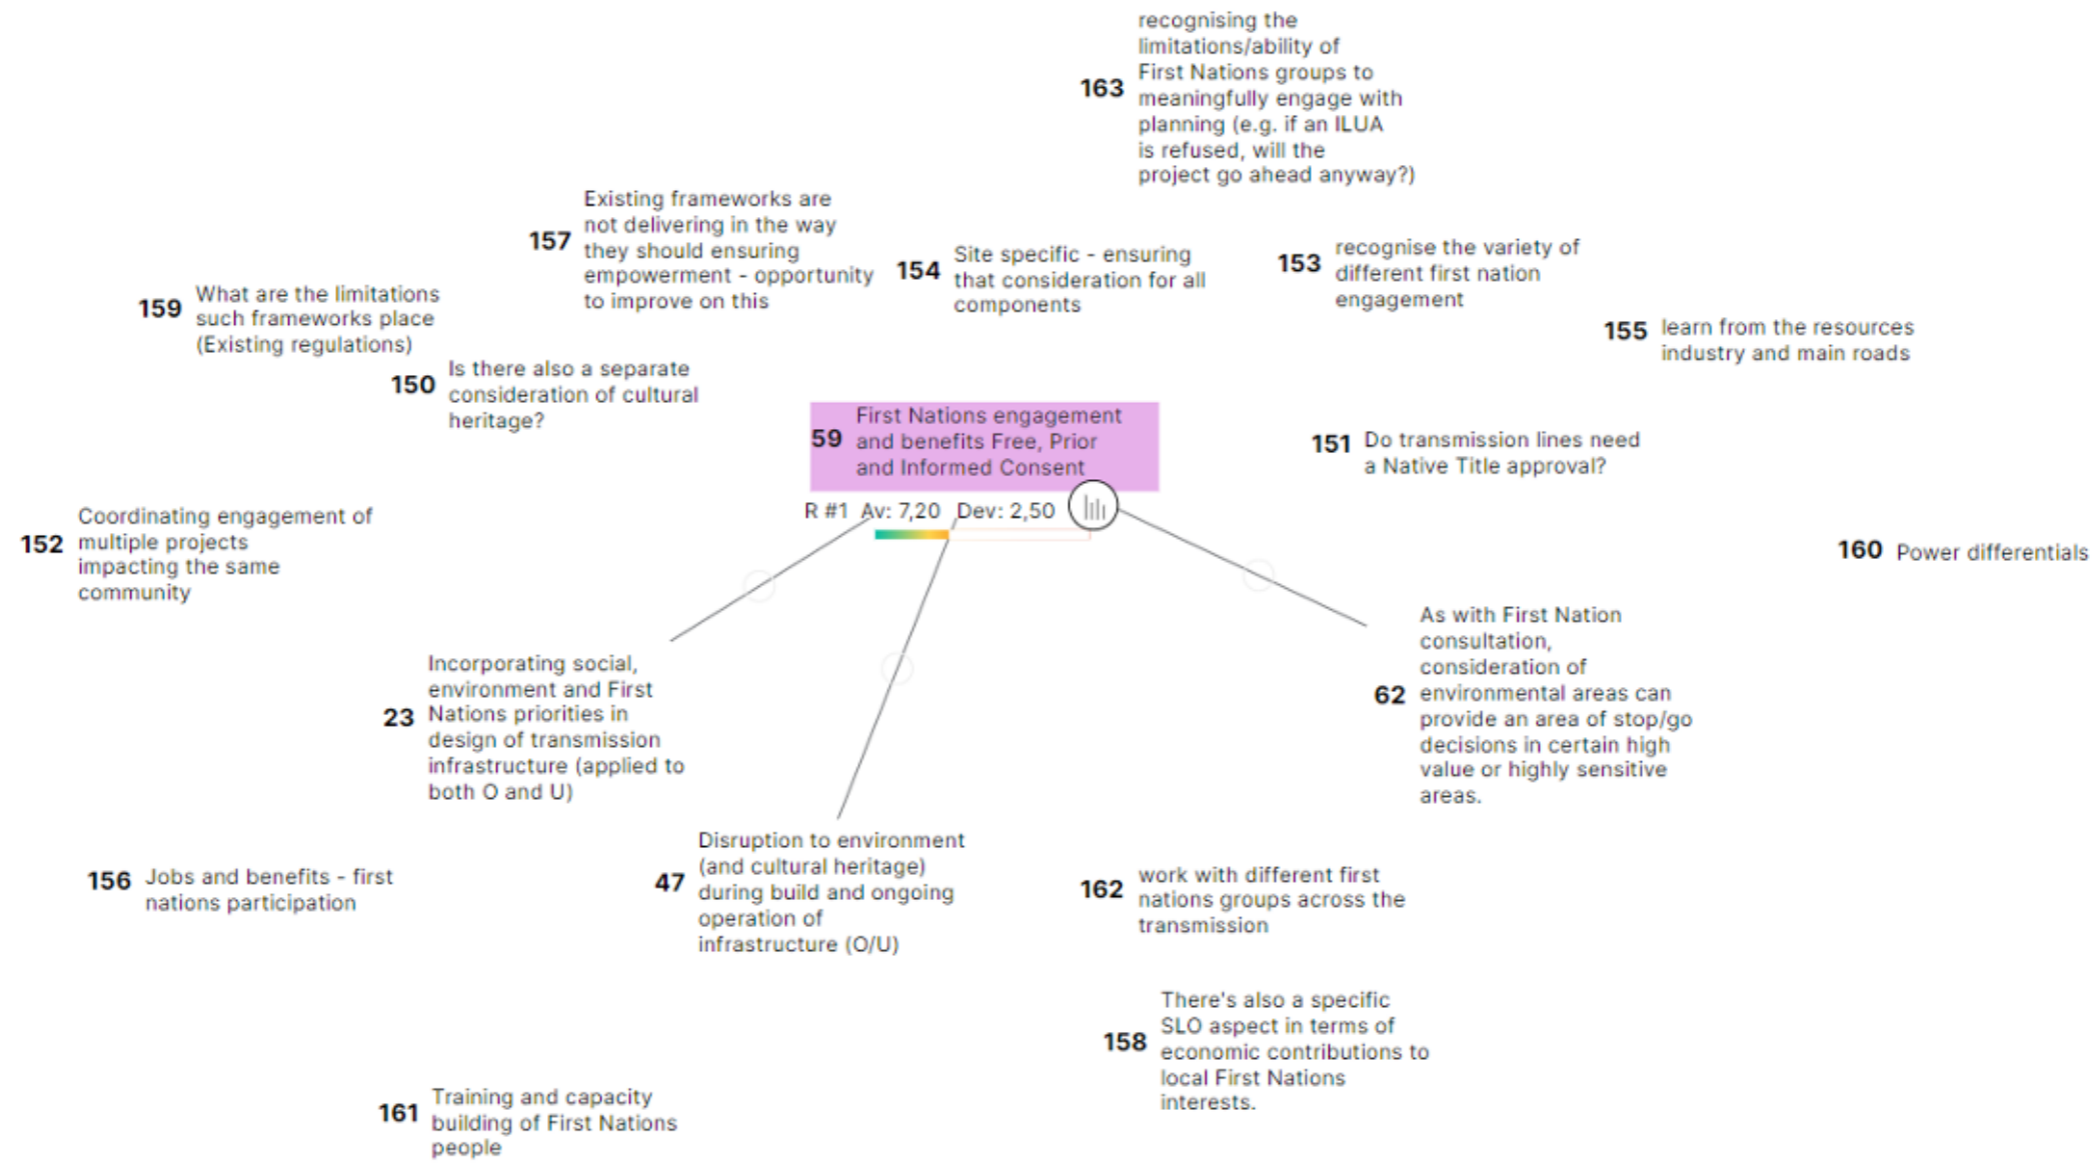 recognising the
limitations/ability of
First Nations groups to
163 meaningfully engage with
planning (e.g. if an ILUA
is refused, will the
project go ahead anyway?)
Existing frameworks are
not delivering in the way
157 they should ensuring
empowerment - opportunity
to improve on this
Site specific - ensuring
154 that consideration for all
components
recognise the variety of
153 different first nation
engagement
What are the limitations
159 such frameworks place
(Existing regulations)
155 learn from the resources
industry and main roads
Is there also a separate
150 consideration of cultural
heritage?
First Nations engagement
59 and benefits Free, Prior
and Informed Consent
R #1 Av: 7,20 Dev: 2,50
151 Do transmission lines need
a Native Title approval?
Coordinating engagement of
152 multiple projects
impacting the same
community
160 Power differentials
As with First Nation
consultation,
consideration of
62 environmental areas can
provide an area of stop/go
decisions in certain high
value or highly sensitive
areas.
Incorporating social,
environment and First
23 Nations priorities in
design of transmission
infrastructure (applied to
both O and U)
Disruption to environment
(and cultural heritage)
47 during build and ongoing
operation of
infrastructure (O/U)
156 Jobs and benefits - first
nations participation
work with different first
162 nations groups across the
transmission
There's also a specific
SLO aspect in terms of
158 economic contributions to
local First Nations
interests.
Training and capacity
161 building of First Nations
people